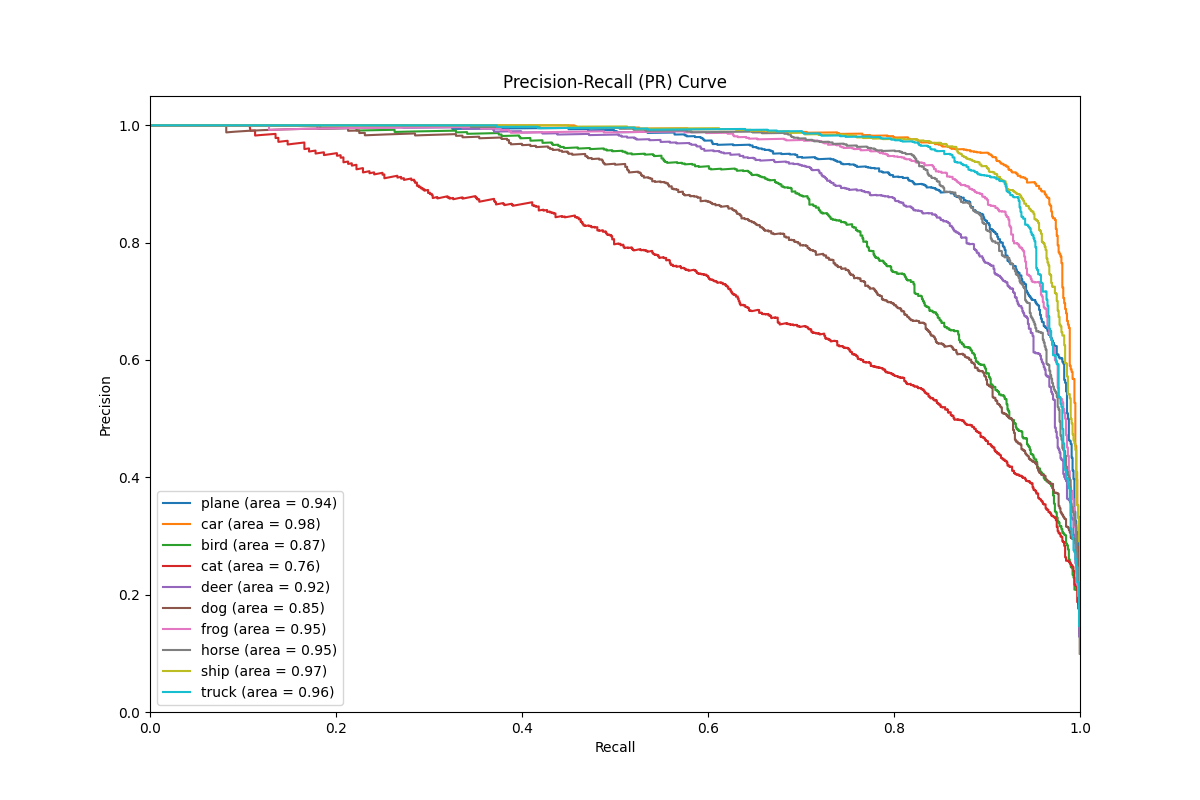 Precision-Recall (PR) Curve
1.0
0.8
0.6
0.4
0.2
0.0
Precision
plane (area = 0.94)
car (area = 0.98)
bird (area = 0.87)
cat (area = 0.76)
deer (area = 0.92)
dog (area = 0.85)
frog (area = 0.95)
horse (area = 0.95)
ship (area = 0.97)
truck (area = 0.96)
0.0 0.2 0.4 0.6 0.8 1.0
Recall